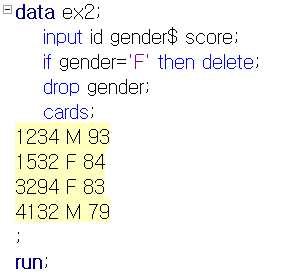 data ex2;
input id gender$ score;
if gender='F' then delete;
drop gender;
cards;
1234 M 93
1532 F 84
3294 F 83
4132 M 79
;
run;